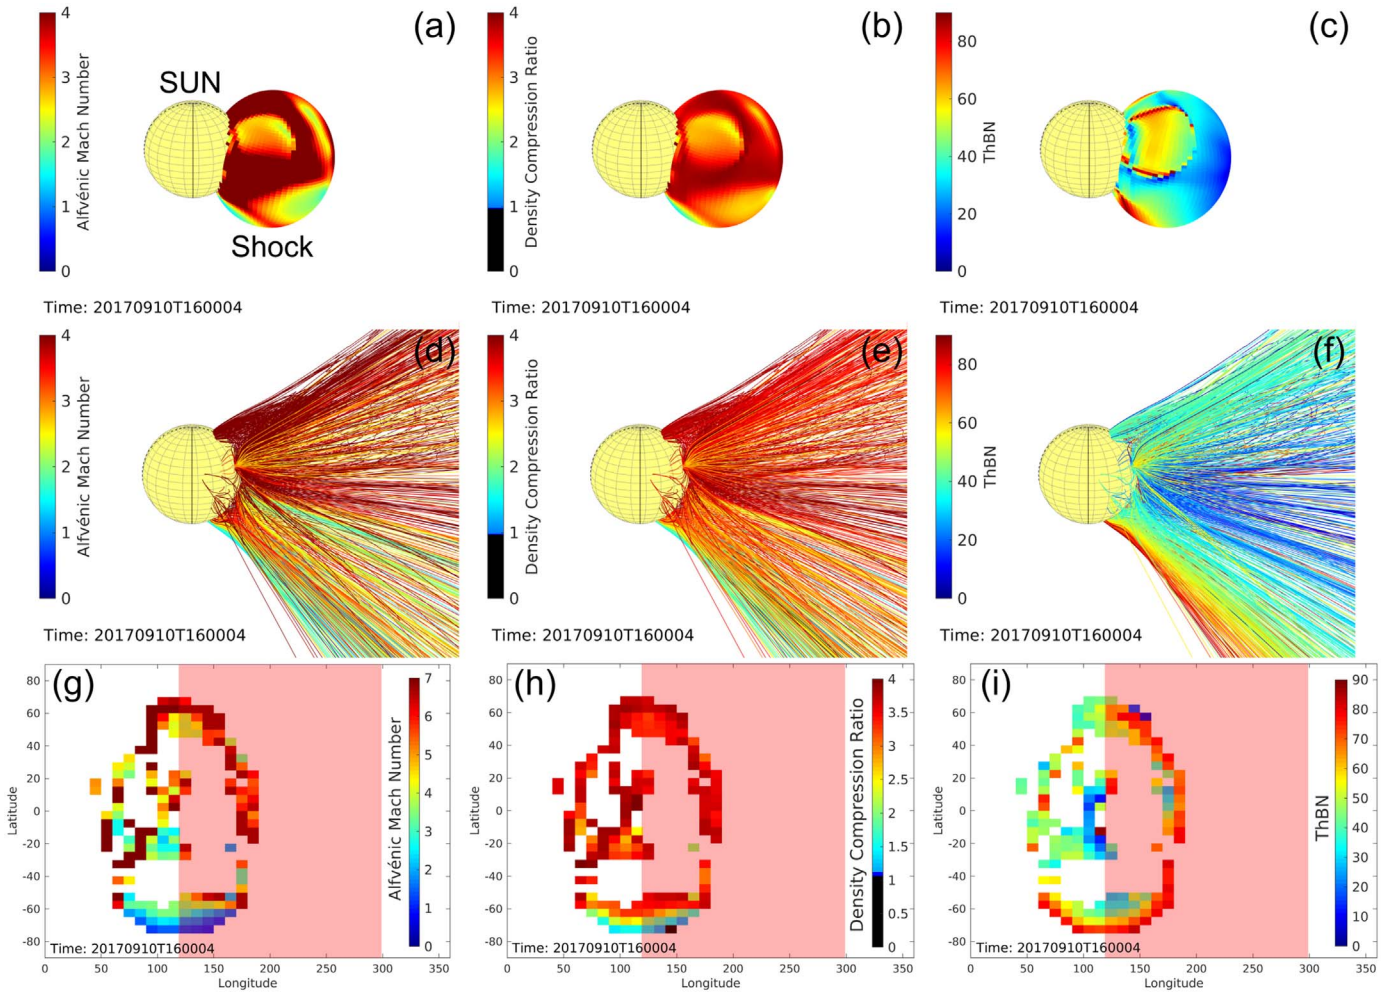 (a)
4
3
2
1
0
Alfvénic Mach Number
SUN
Shock
(b)
4
3
2
1
0
Density Compression Ratio
(c)
80
60
40
20
0
ThBN
Time: 20170910T160004
Time: 20170910T160004
Time: 20170910T160004
(d)
4
3
2
1
0
Alfvénic Mach Number
(e)
4
3
2
1
0
Density Compression Ratio
(f)
80
60
40
20
0
ThBN
Time: 20170910T160004
Time: 20170910T160004
Time: 20170910T160004
(g)
80
60
40
20
0
-20
-40
-60
-80
Latitude
7
6
5
4
3
2
1
0
Alfvénic Mach Number
Time: 20170910T160004
0 50 100 150 200 250 300 350
Longitude
(h)
80
60
40
20
0
-20
-40
-60
-80
Latitude
4
3.5
3
2.5
2
1.5
1
0.5
0
Density Compression Ratio
Time: 20170910T160004
0 50 100 150 200 250 300 350
Longitude
(i)
80
60
40
20
0
-20
-40
-60
-80
Latitude
90
80
70
60
50
40
30
20
10
0
ThBN
Time: 20170910T160004
0 50 100 150 200 250 300 350
Longitude